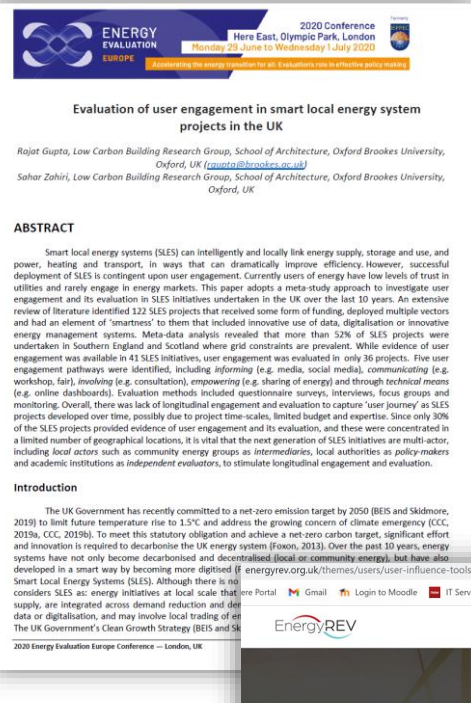 ENERGY
EVALUATION
EUROPE
2020 Conference
Here East, Olympic Park, London
Monday 29 June to Wednesday 1 July 2020
Formerly
IEPPEC
Accelerating the energy transition for all: Evaluation's role in effective policy making
Evaluation of user engagement in smart local energy system
projects in the UK
Rajat Gupta, Low Carbon Building Research Group, School of Architecture, Oxford Brookes University,
Oxford, UK (rgupta@brookes.ac.uk)
Sahar Zahiri, Low Carbon Building Research Group, School of Architecture, Oxford Brookes University,
Oxford, UK
ABSTRACT
Smart local energy systems (SLES) can intelligently and locally link energy supply, storage and use, and
power, heating and transport, in ways that can dramatically improve efficiency. However, successful
deployment of SLES is contingent upon user engagement. Currently users of energy have low levels of trust in
utilities and rarely engage in energy markets. This paper adopts a meta-study approach to investigate user
engagement and its evaluation in SLES initiatives undertaken in the UK over the last 10 years. An extensive
review of literature identified 122 SLES projects that received some form of funding, deployed multiple vectors
and had an element of 'smartness' to them that included innovative use of data, digitalisation or innovative
energy management systems. Meta-data analysis revealed that more than 52% of SLES projects were
undertaken in Southern England and Scotland where grid constraints are prevalent. While evidence of user
engagement was available in 41 SLES initiatives, user engagement was evaluated in only 36 projects. Five user
engagement pathways were identified, including informing (e.g. media, social media), communicating (e.g.
workshop, fair), involving (e.g. consultation), empowering (e.g. sharing of energy) and through technical means
(e.g. online dashboards). Evaluation methods included questionnaire surveys, interviews, focus groups and
monitoring. Overall, there was lack of longitudinal engagement and evaluation to capture 'user journey' as SLES
projects developed over time, possibly due to project time-scales, limited budget and expertise. Since only 30%
of the SLES projects provided evidence of user engagement and its evaluation, and these were concentrated in
a limited number of geographical locations, it is vital that the next generation of SLES initiatives are multi-actor,
including local actors such as community energy groups as intermediaries, local authorities as policy-makers
and academic institutions as independent evaluators, to stimulate longitudinal engagement and evaluation.
Introduction
The UK Government has recently committed to a net-zero emission target by 2050 (BEIS and Skidmore,
2019) to limit future temperature rise to 1.5°C and address the growing concern of climate emergency (CCC,
2019a, CCC, 2019b). To meet this statutory obligation and achieve a net carbon target, significant effort
and innovation is required to decarbonise the UK energy system (Foxon, 2013). Over the past 10 years, energy
systems have not only become decarbonised and decentralised (local or community energy), but have also
developed in a smart way by becoming more digitised (F
energyrev.org.uk/themes/users/user-influence-tools
Smart Local Energy Systems (SLES). Although there is no
considers SLES as: energy initiatives at local scale that
ere Portal Gmail Login to Moodle IT Serv
supply, are integrated across demand reduction and de
data or digitalisation, and may involve local trading of en
The UK Government's Clean Growth Strategy (BEIS and Sk
EnergyREV
2020 Energy Evaluation Europe Conference — London, UK